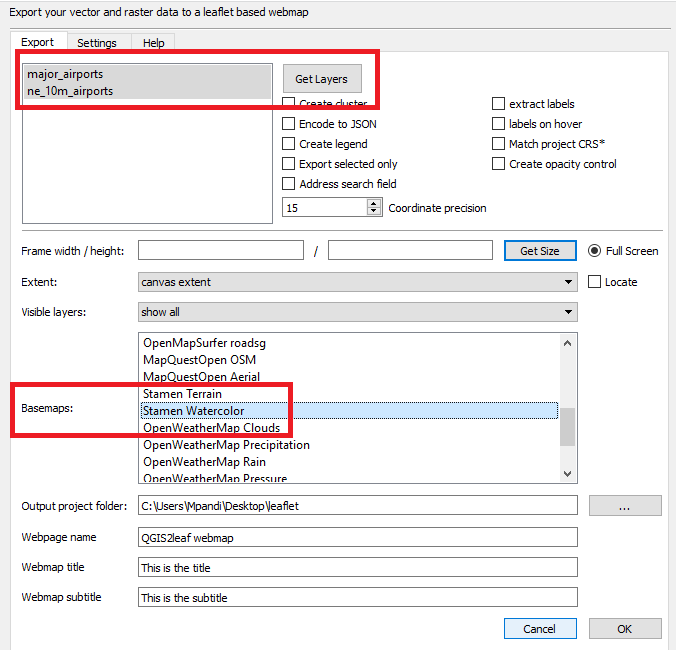 Export your vector and raster data to a leaflet based webmap
Export Settings Help
major_airports
ne_10m_airports
Get Layers
Create cluster
extract labels
Encode to JSON
labels on hover
Create legend
Match project CRS*
Export selected only
Create opacity control
Address search field
15 Coordinate precision
Frame width / height: / Get Size Full Screen
Extent: canvas extent Locate
Visible layers: show all
OpenMapSurfer roadsg
MapQuestOpen OSM
MapQuestOpen Aerial
Stamen Terrain
Basemaps: Stamen Watercolor
OpenWeatherMap Clouds
OpenWeatherMap Precipitation
OpenWeatherMap Rain
OpenWeatherMap Pressure
Output project folder: C:\Users\Mpandi\Desktop\leaflet ...
Webpage name QGIS2leaf webmap
Webmap title This is the title
Webmap subtitle This is the subtitle
Cancel OK